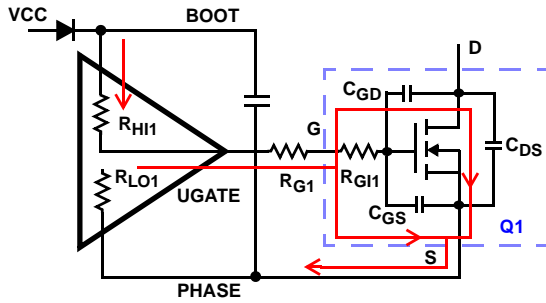 VCC
BOOT
D
CGD
RHI1
G
CDS
RLO1
RG1
RGI1
UGATE
CGS
Q1
S
PHASE